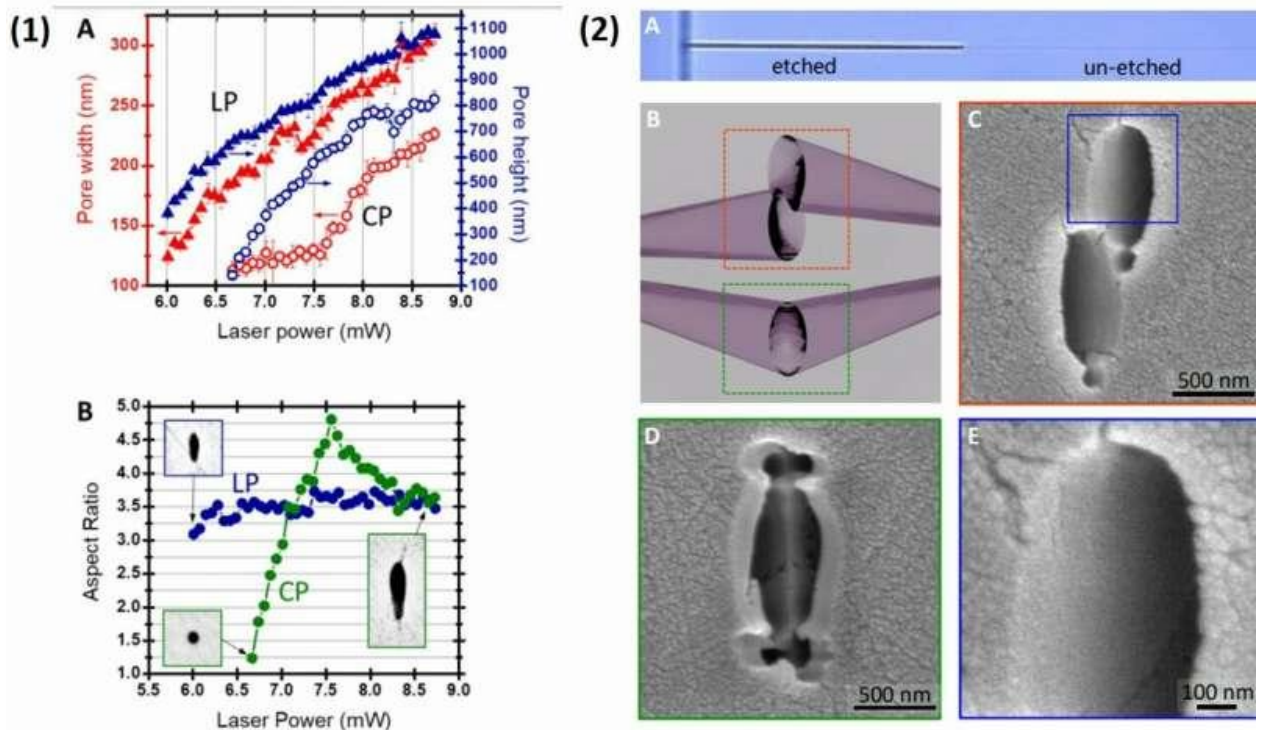 (1)
A
300
250
200
150
100
Pore width (nm)
LP
CP
1100
1000
900
800
700
600
500
400
300
200
100
Pore height (nm)
6.0 6.5 7.0 7.5 8.0 8.5 9.0
Laser power (mW)
B
5.0
4.5
4.0
3.5
3.0
2.5
2.0
1.5
1.0
Aspect Ratio
LP
CP
5.5 6.0 6.5 7.0 7.5 8.0 8.5 9.0
Laser Power (mW)
(2)
A
etched un-etched
B
C
500 nm
D
500 nm
E
100 nm